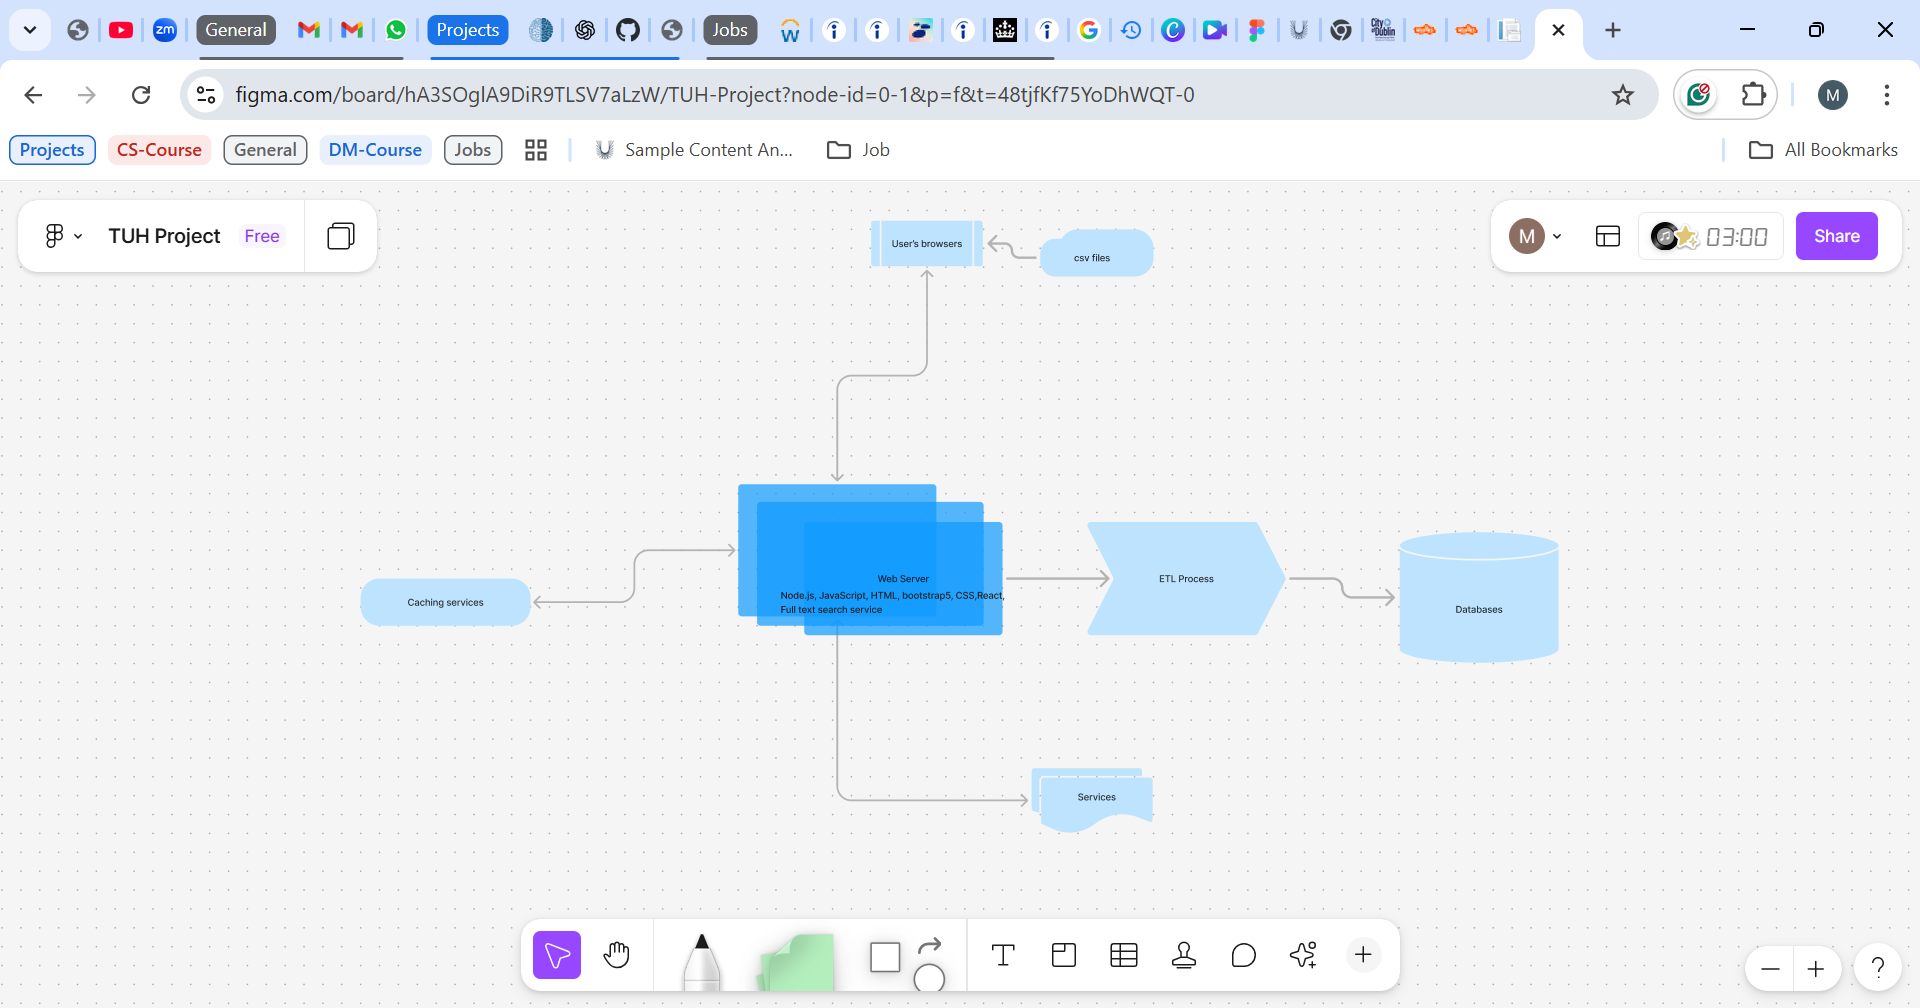 zm
General
Projects
Jobs
City
Dublin
figma.com/board/hA3SOglA9DiR9TLSV7aLzW/TUH-Project?node-id=0-1&p=f&t=48tjfKf75YoDhWQT-0
M
Projects
CS-Course
General
DM-Course
Jobs
Sample Content An...
Job
All Bookmarks
TUH Project
Free
User's browsers
csv files
M
03:00
Share
Caching services
Web Server
Node.js, JavaScript, HTML, bootstrap5, CSS,React,
Full text search service
ETL Process
Databases
Services
T
?